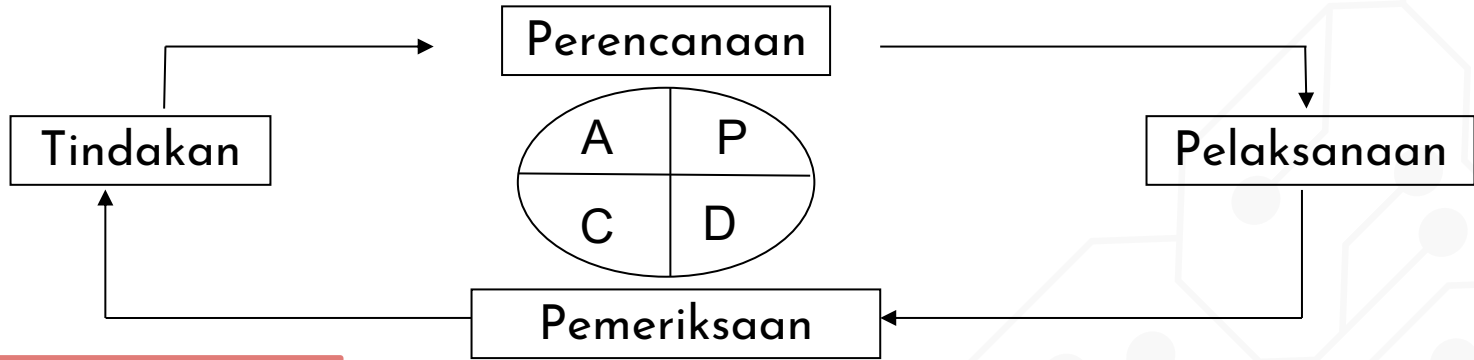 Perencanaan
Tindakan
A P
Pelaksanaan
C D
Pemeriksaan